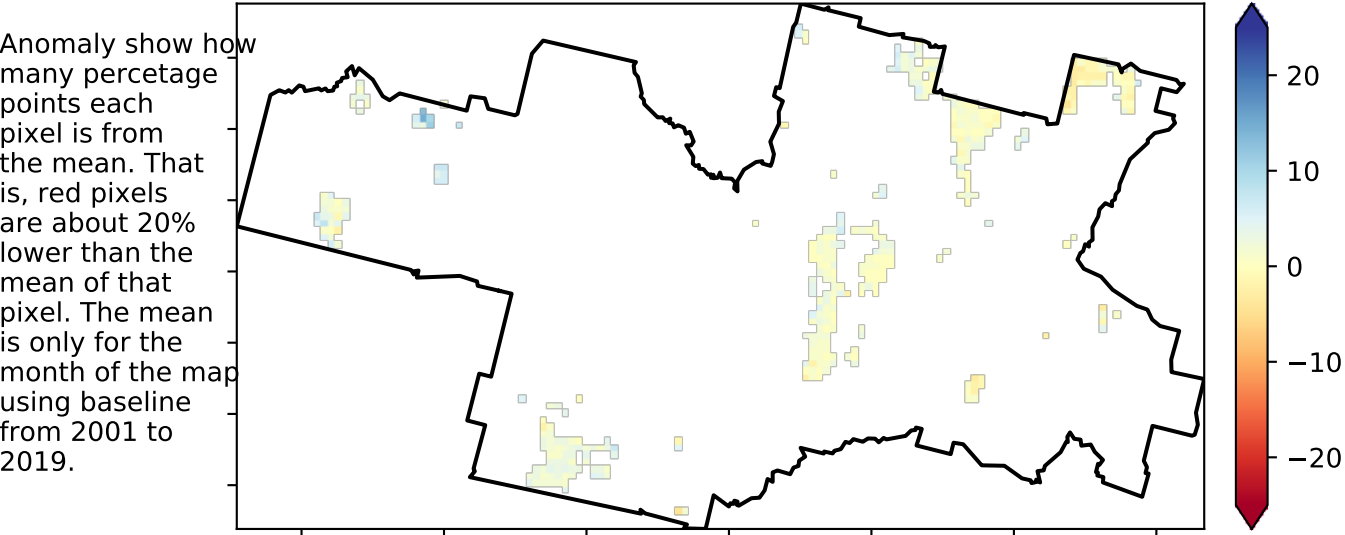 Anomaly show how
many percetage
points each
pixel is from
the mean. That
is, red pixels
are about 20%
lower than the
mean of that
pixel. The mean
is only for the
month of the map
using baseline
from 2001 to
2019.
20
10
0
−10
−20